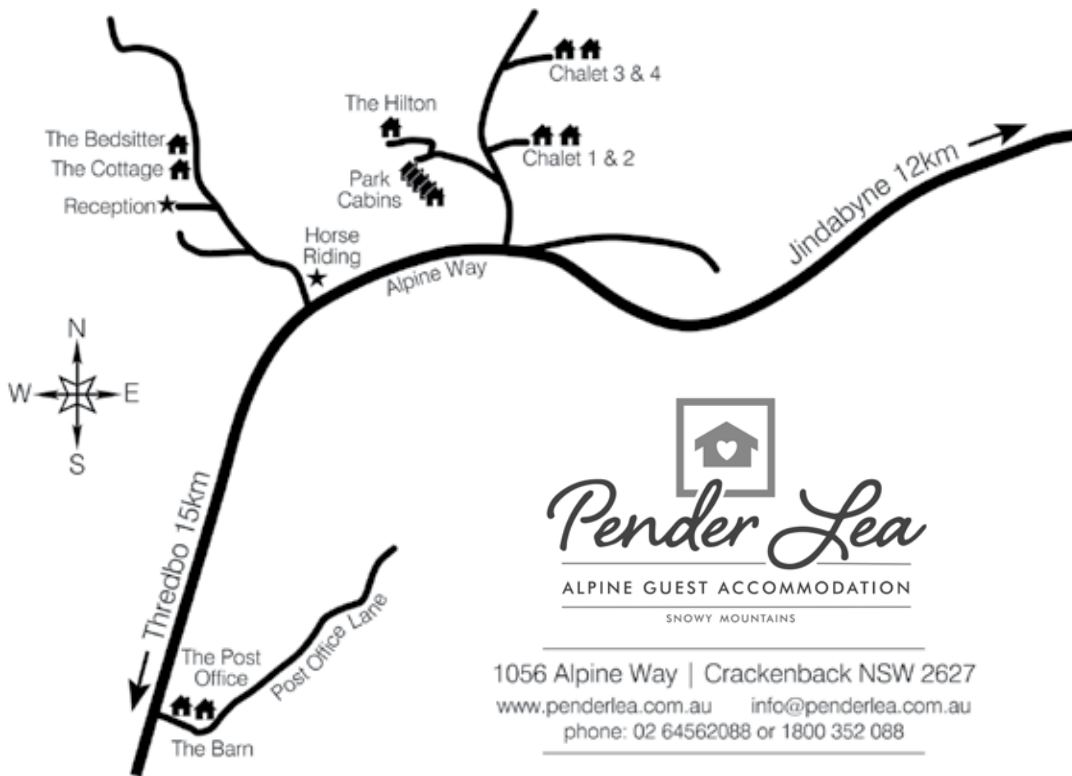 Chalet 3 & 4
The Hilton
The Bedsitter
Chalet 1 & 2
The Cottage
Park
Cabins
Reception
Horse
Riding
Alpine Way
Jindabyne 12km
N
W
E
S
Thredbo 15km
Pender Lea
ALPINE GUEST ACCOMMODATION
SNOWY MOUNTAINS
Post Office Lane
The Post
Office
The Barn
1056 Alpine Way | Crackenback NSW 2627
www.penderlea.com.au info@penderlea.com.au
phone: 02 64562088 or 1800 352 088